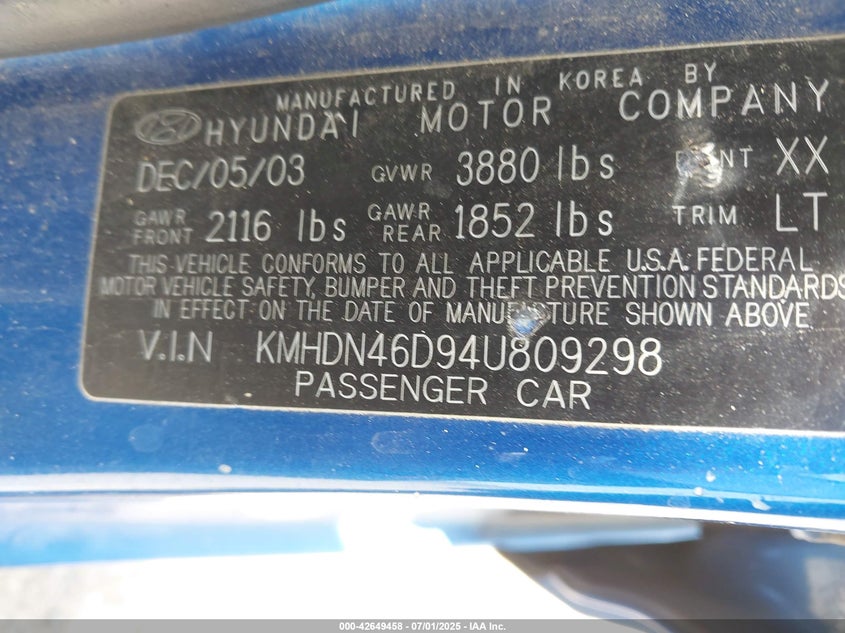 MANUFACTURED IN KOREA BY
HYUNDAI MOTOR COMPANY
DEC/05/03 GVWR 3880 lbs XX
GAWR FRONT 2116 lbs GAWR REAR 1852 lbs TRIM LT
THIS VEHICLE CONFORMS TO ALL APPLICABLE U.S.A. FEDERAL
MOTOR VEHICLE SAFETY, BUMPER AND THEFT PREVENTION STANDARDS
IN EFFECT ON THE DATE OF MANUFACTURE SHOWN ABOVE
V.I.N KMHDN46D94U809298
PASSENGER CAR
000-42649458 - 07/01/2025 - IAA Inc.